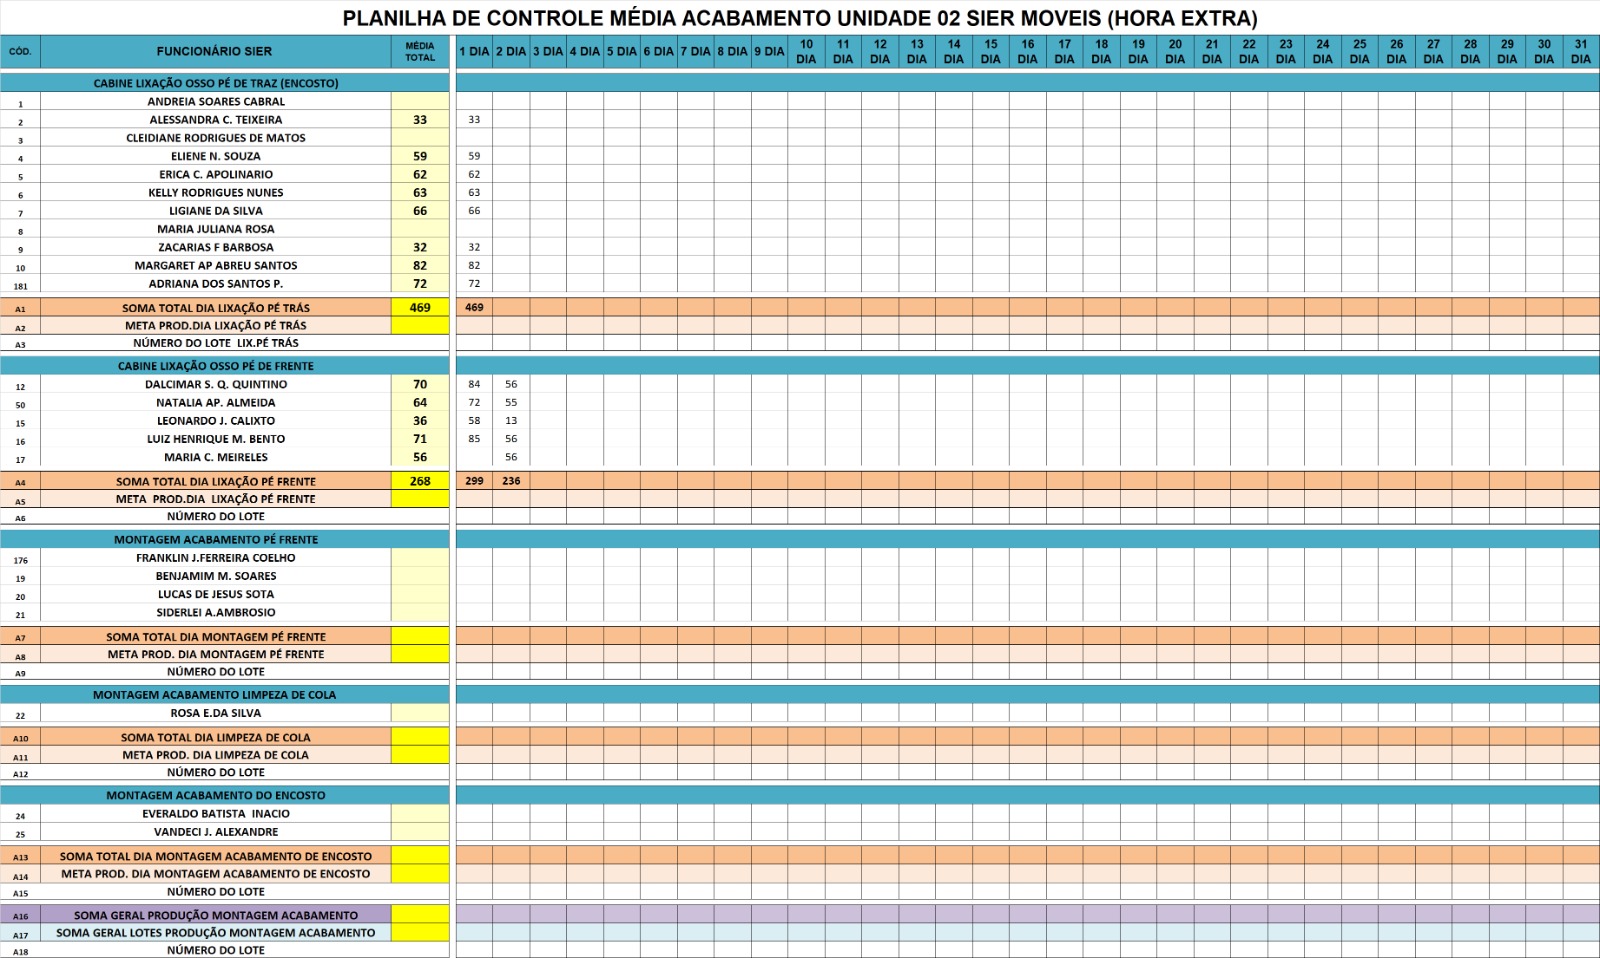 PLANILHA DE CONTROLE MÉDIA ACABAMENTO UNIDADE 02 SIER MOVEIS (HORA EXTRA)
CÓD. FUNCIONÁRIO SIER MÉDIA TOTAL 1 DIA 2 DIA 3 DIA 4 DIA 5 DIA 6 DIA 7 DIA 8 DIA 9 DIA 10 DIA 11 DIA 12 DIA 13 DIA 14 DIA 15 DIA 16 DIA 17 DIA 18 DIA 19 DIA 20 DIA 21 DIA 22 DIA 23 DIA 24 DIA 25 DIA 26 DIA 27 DIA 28 DIA 29 DIA 30 DIA 31 DIA
CABINE LIXAÇÃO OSSO PÉ DE TRAZ (ENCOSTO)
1 ANDREIA SOARES CABRAL
2 ALESSANDRA C. TEIXEIRA 33 33
3 CLEIDIANE RODRIGUES DE MATOS
4 ELIENE N. SOUZA 59 59
5 ERICA C. APOLINARIO 62 62
6 KELLY RODRIGUES NUNES 63 63
7 LIGIANE DA SILVA 66 66
8 MARIA JULIANA ROSA
9 ZACARIAS F BARBOSA 32 32
10 MARGARET AP ABREU SANTOS 82 82
181 ADRIANA DOS SANTOS P. 72 72
A1 SOMA TOTAL DIA LIXAÇÃO PÉ TRÁS 469 469
A2 META PROD.DIA LIXAÇÃO PÉ TRÁS
A3 NÚMERO DO LOTE LIX.PÉ TRÁS
CABINE LIXAÇÃO OSSO PÉ DE FRENTE
12 DALCIMAR S. Q. QUINTINO 70 84 56
50 NATALIA AP. ALMEIDA 64 72 55
15 LEONARDO J. CALIXTO 36 58 13
16 LUIZ HENRIQUE M. BENTO 71 85 56
17 MARIA C. MEIRELES 56 56
A4 SOMA TOTAL DIA LIXAÇÃO PÉ FRENTE 268 299 236
A5 META PROD.DIA LIXAÇÃO PÉ FRENTE
A6 NÚMERO DO LOTE
MONTAGEM ACABAMENTO PÉ FRENTE
176 FRANKLIN J.FERREIRA COELHO
19 BENJAMIM M. SOARES
20 LUCAS DE JESUS SOTA
21 SIDERLEI A.AMBROSIO
A7 SOMA TOTAL DIA MONTAGEM PÉ FRENTE
A8 META PROD. DIA MONTAGEM PÉ FRENTE
A9 NÚMERO DO LOTE
MONTAGEM ACABAMENTO LIMPEZA DE COLA
22 ROSA E.DA SILVA
A10 SOMA TOTAL DIA LIMPEZA DE COLA
A11 META PROD. DIA LIMPEZA DE COLA
A12 NÚMERO DO LOTE
MONTAGEM ACABAMENTO DO ENCOSTO
24 EVERALDO BATISTA INACIO
25 VANDECI J. ALEXANDRE
A13 SOMA TOTAL DIA MONTAGEM ACABAMENTO DE ENCOSTO
A14 META PROD. DIA MONTAGEM ACABAMENTO DE ENCOSTO
A15 NÚMERO DO LOTE
A16 SOMA GERAL PRODUÇÃO MONTAGEM ACABAMENTO
A17 SOMA GERAL LOTES PRODUÇÃO MONTAGEM ACABAMENTO
A18 NÚMERO DO LOTE